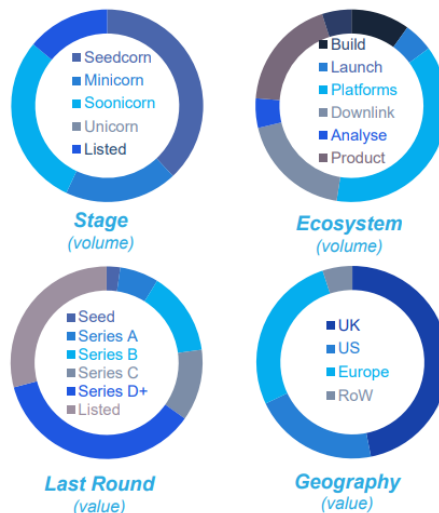 Seedcorn
Minicorn
Soonicorn
Unicorn
Listed
Stage
(volume)
Build
Launch
Platforms
Downlink
Analyse
Product
Ecosystem
(volume)
Seed
Series A
Series B
Series C
Series D+
Listed
Last Round
(value)
UK
US
Europe
RoW
Geography
(value)